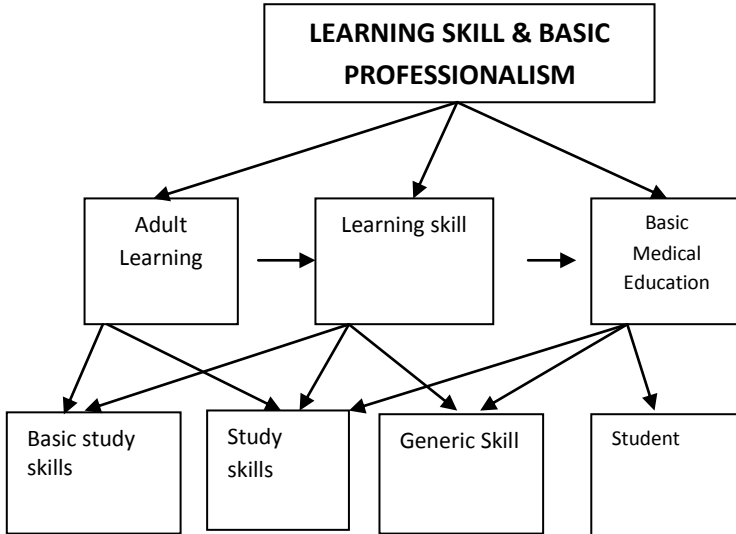 LEARNING SKILL & BASIC
PROFESSIONALISM
Adult
Learning
Learning skill
Basic
Medical
Education
Basic study
skills
Study
skills
Generic Skill
Student